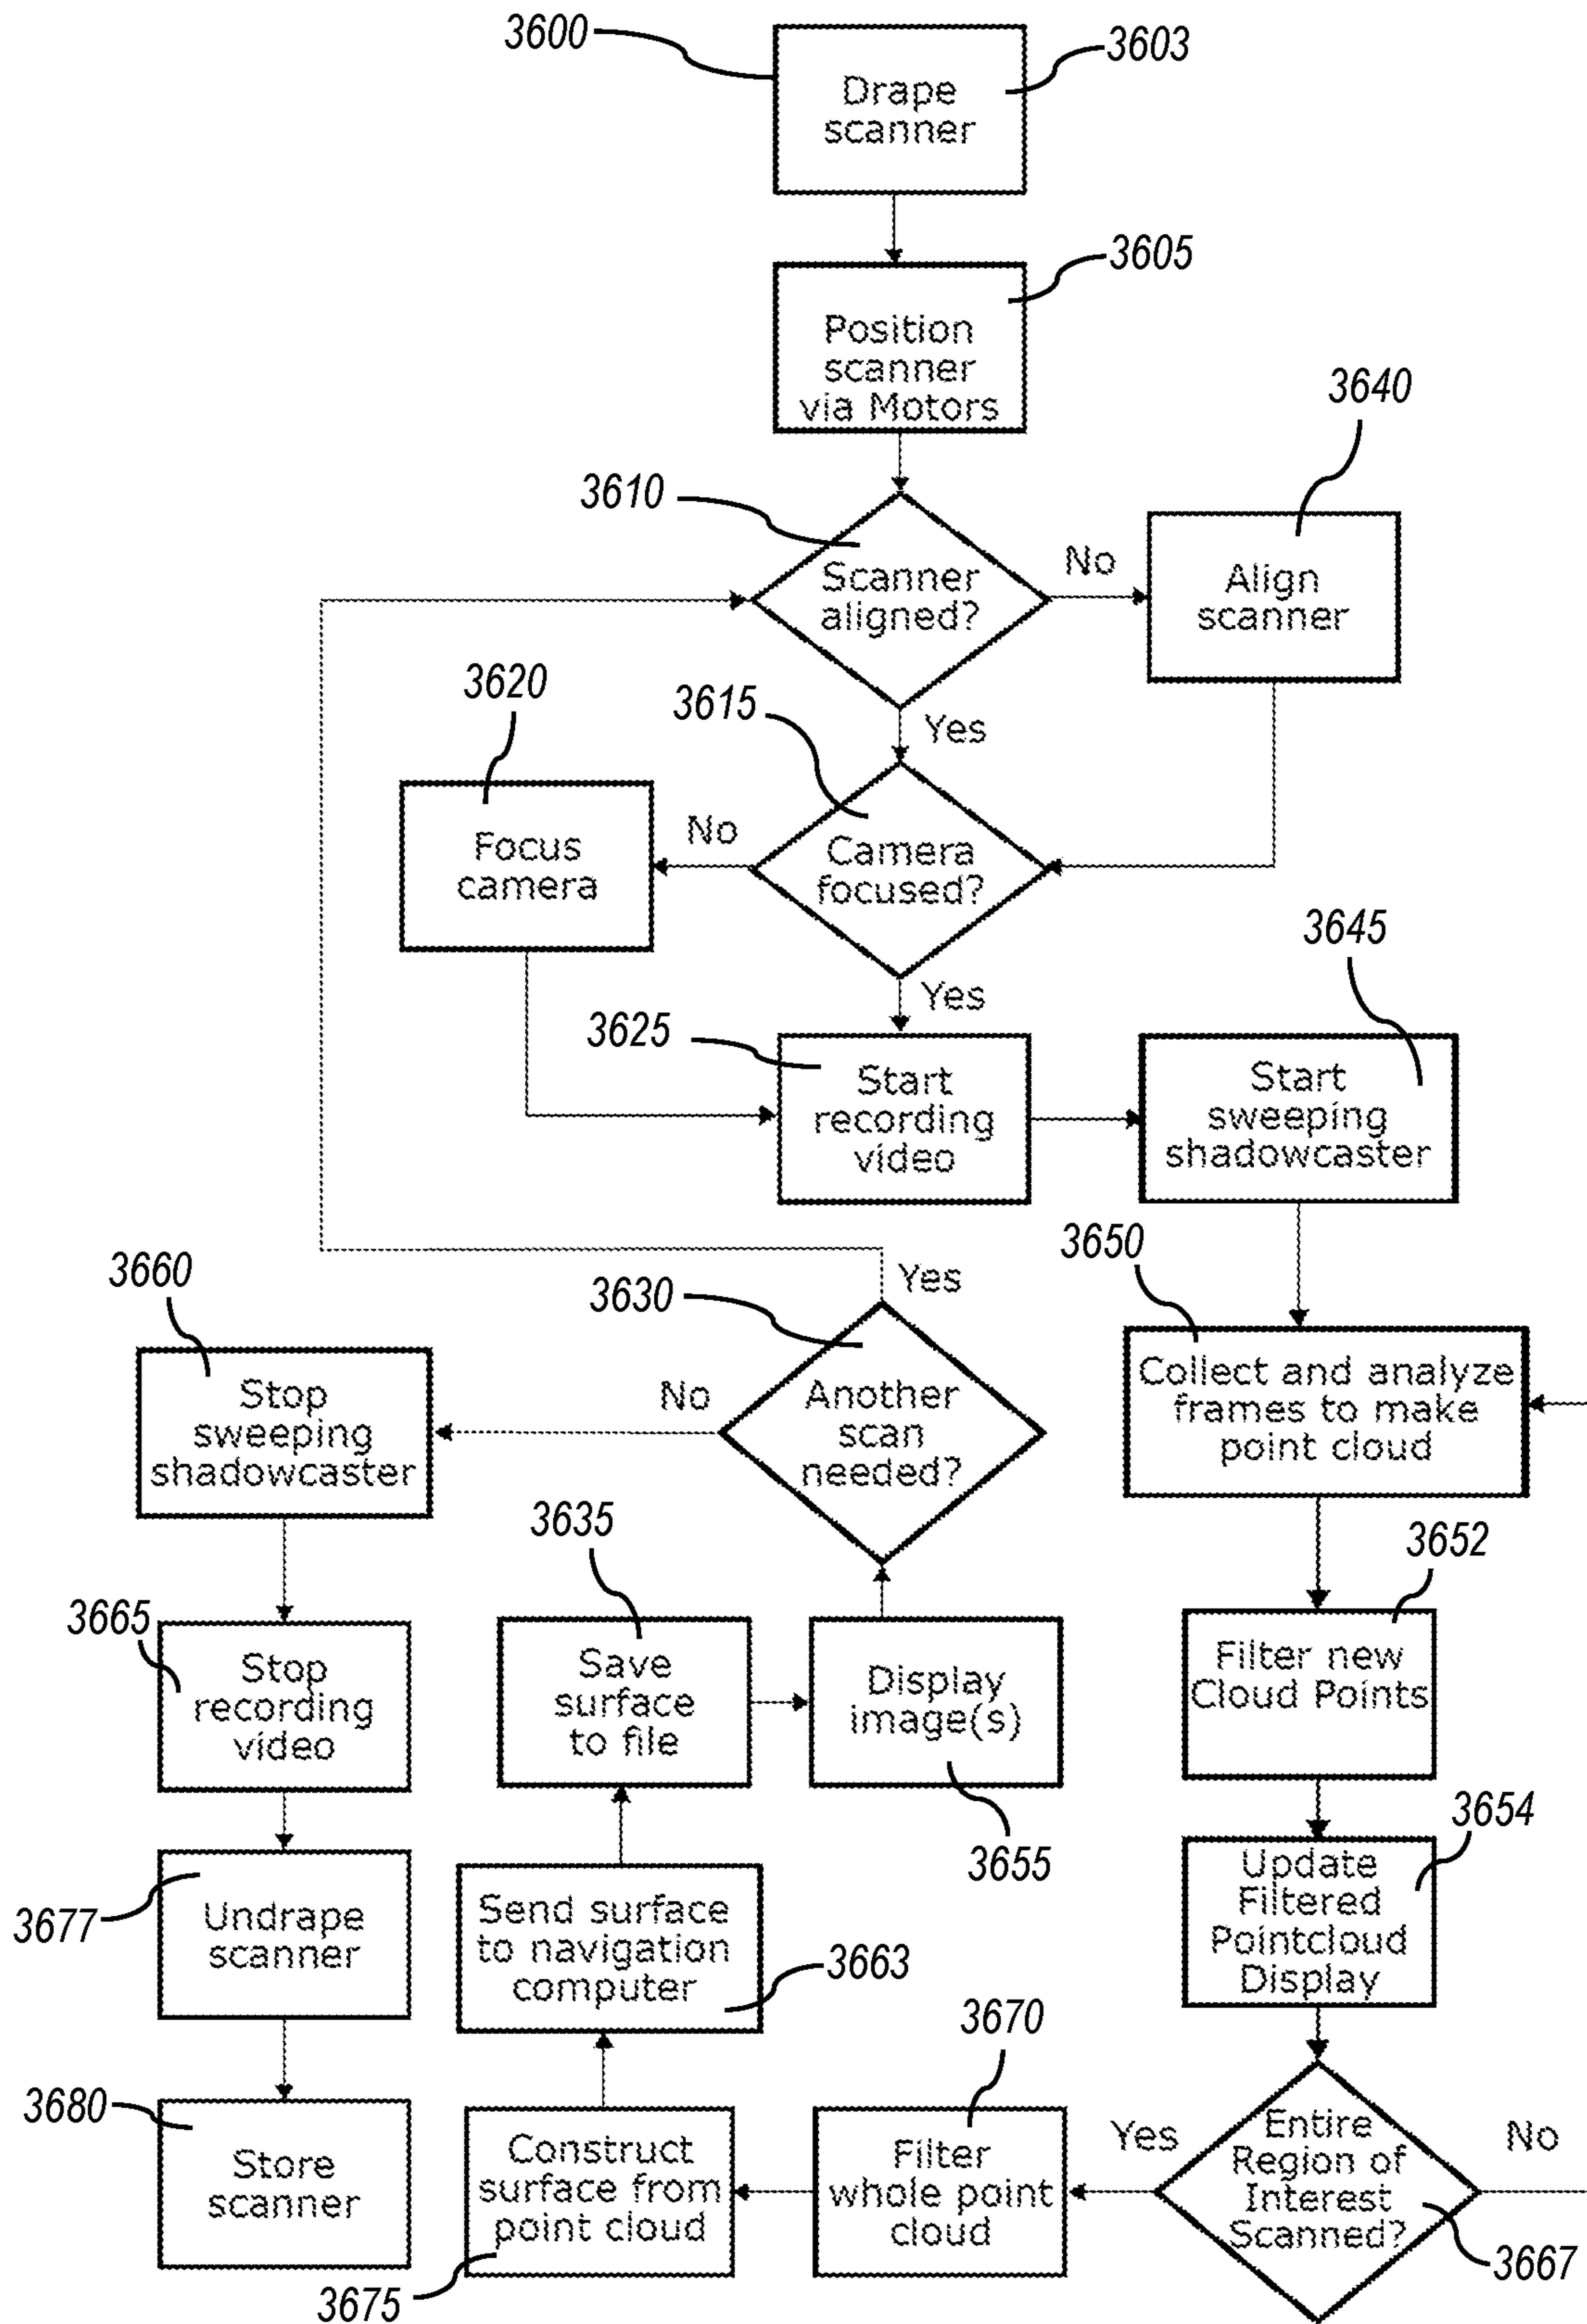 3600
3603
Drape
scanner
3605
Position
scanner
via Motors
3640
3610
Scanner
aligned?
No
Align
scanner
3620
3615
Yes
Focus
camera
No
Camera
focused?
3645
Yes
3625
Start
recording
video
Start
sweeping
shadowcaster
3650
3660
Yes
3630
Stop
sweeping
shadowcaster
No
Another
scan
needed?
Collect and analyze
frames to make
point cloud
3635
3652
3665
Stop
recording
video
Save
surface
to file
Display
image(s)
Filter new
Cloud Points
3655
3654
3677
Undrape
scanner
Send surface
to navigation
computer
3663
Update
Filtered
Pointcloud
Display
3670
3680
Store
scanner
Construct
surface from
point cloud
3675
Filter
whole point
cloud
Yes
Entire
Region of
Interest
Scanned?
No
3667